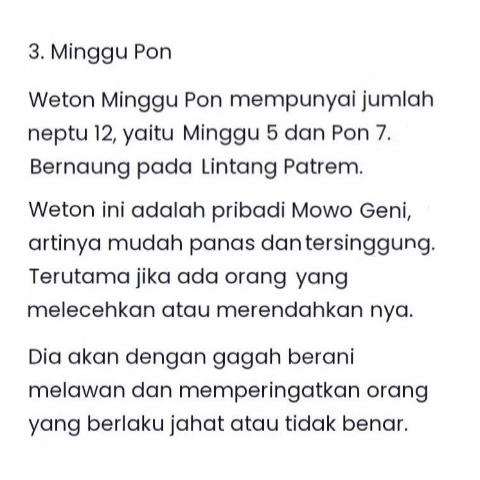 3. Minggu Pon
Weton Minggu Pon mempunyai jumlah
neptu 12, yaitu Minggu 5 dan Pon 7.
Bernaung pada Lintang Patrem.
Weton ini adalah pribadi Mowo Geni,
artinya mudah panas dan tersinggung.
Terutama jika ada orang yang
melecehkan atau merendahkan nya.
Dia akan dengan gagah berani
melawan dan memperingatkan orang
yang berlaku jahat atau tidak benar.